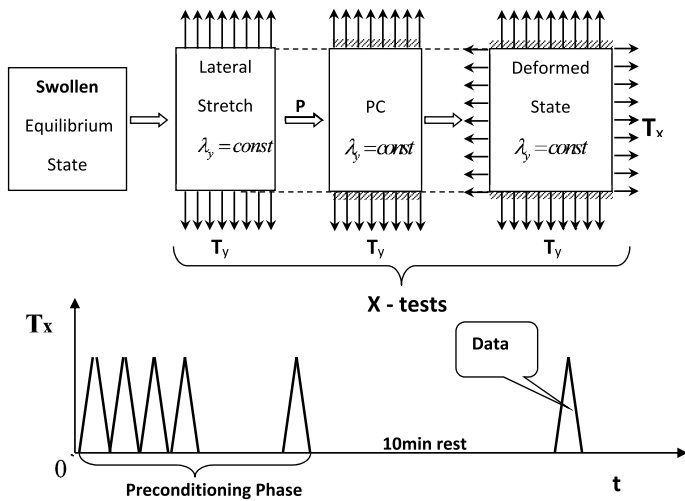 Swollen
Equilibrium
State
Lateral
Stretch
λy = const
P
PC
λy = const
Deformed
State
λy = const
Tx
Ty
Ty
Ty
X - tests
Tx
Data
10min rest
0
t
Preconditioning Phase